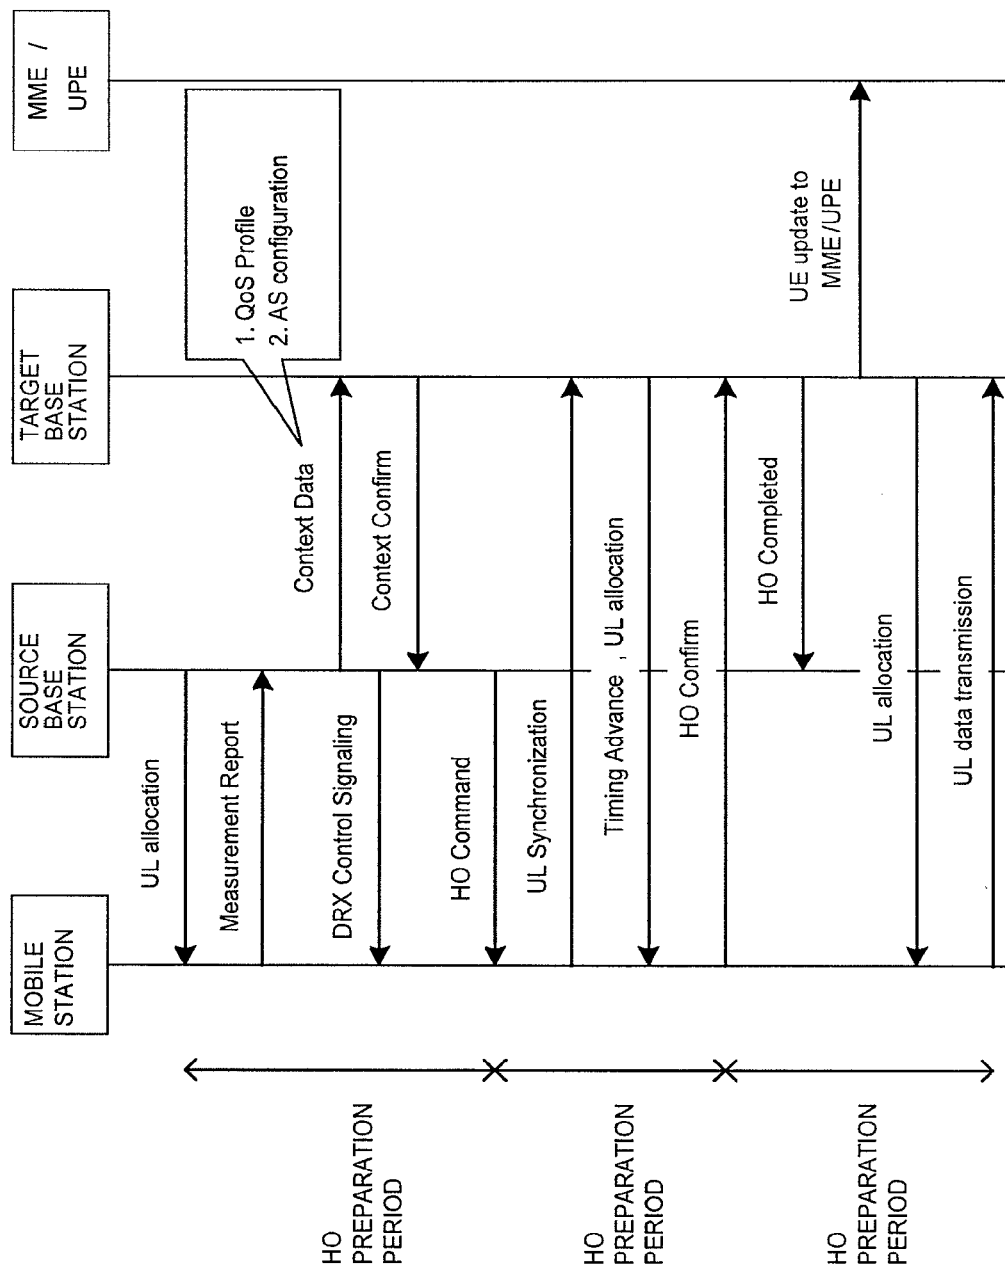 MOBILE
STATION
SOURCE
BASE
STATION
TARGET
BASE
STATION
MME /
UPE
UL allocation
Measurement Report
Context Data
1. QoS Profile
2. AS configuration
DRX Control Signaling
Context Confirm
HO Command
UL Synchronization
Timing Advance , UL allocation
HO Confirm
HO Completed
UE update to
MME/UPE
UL allocation
UL data transmission
HO
PREPARATION
PERIOD
HO
PREPARATION
PERIOD
HO
PREPARATION
PERIOD